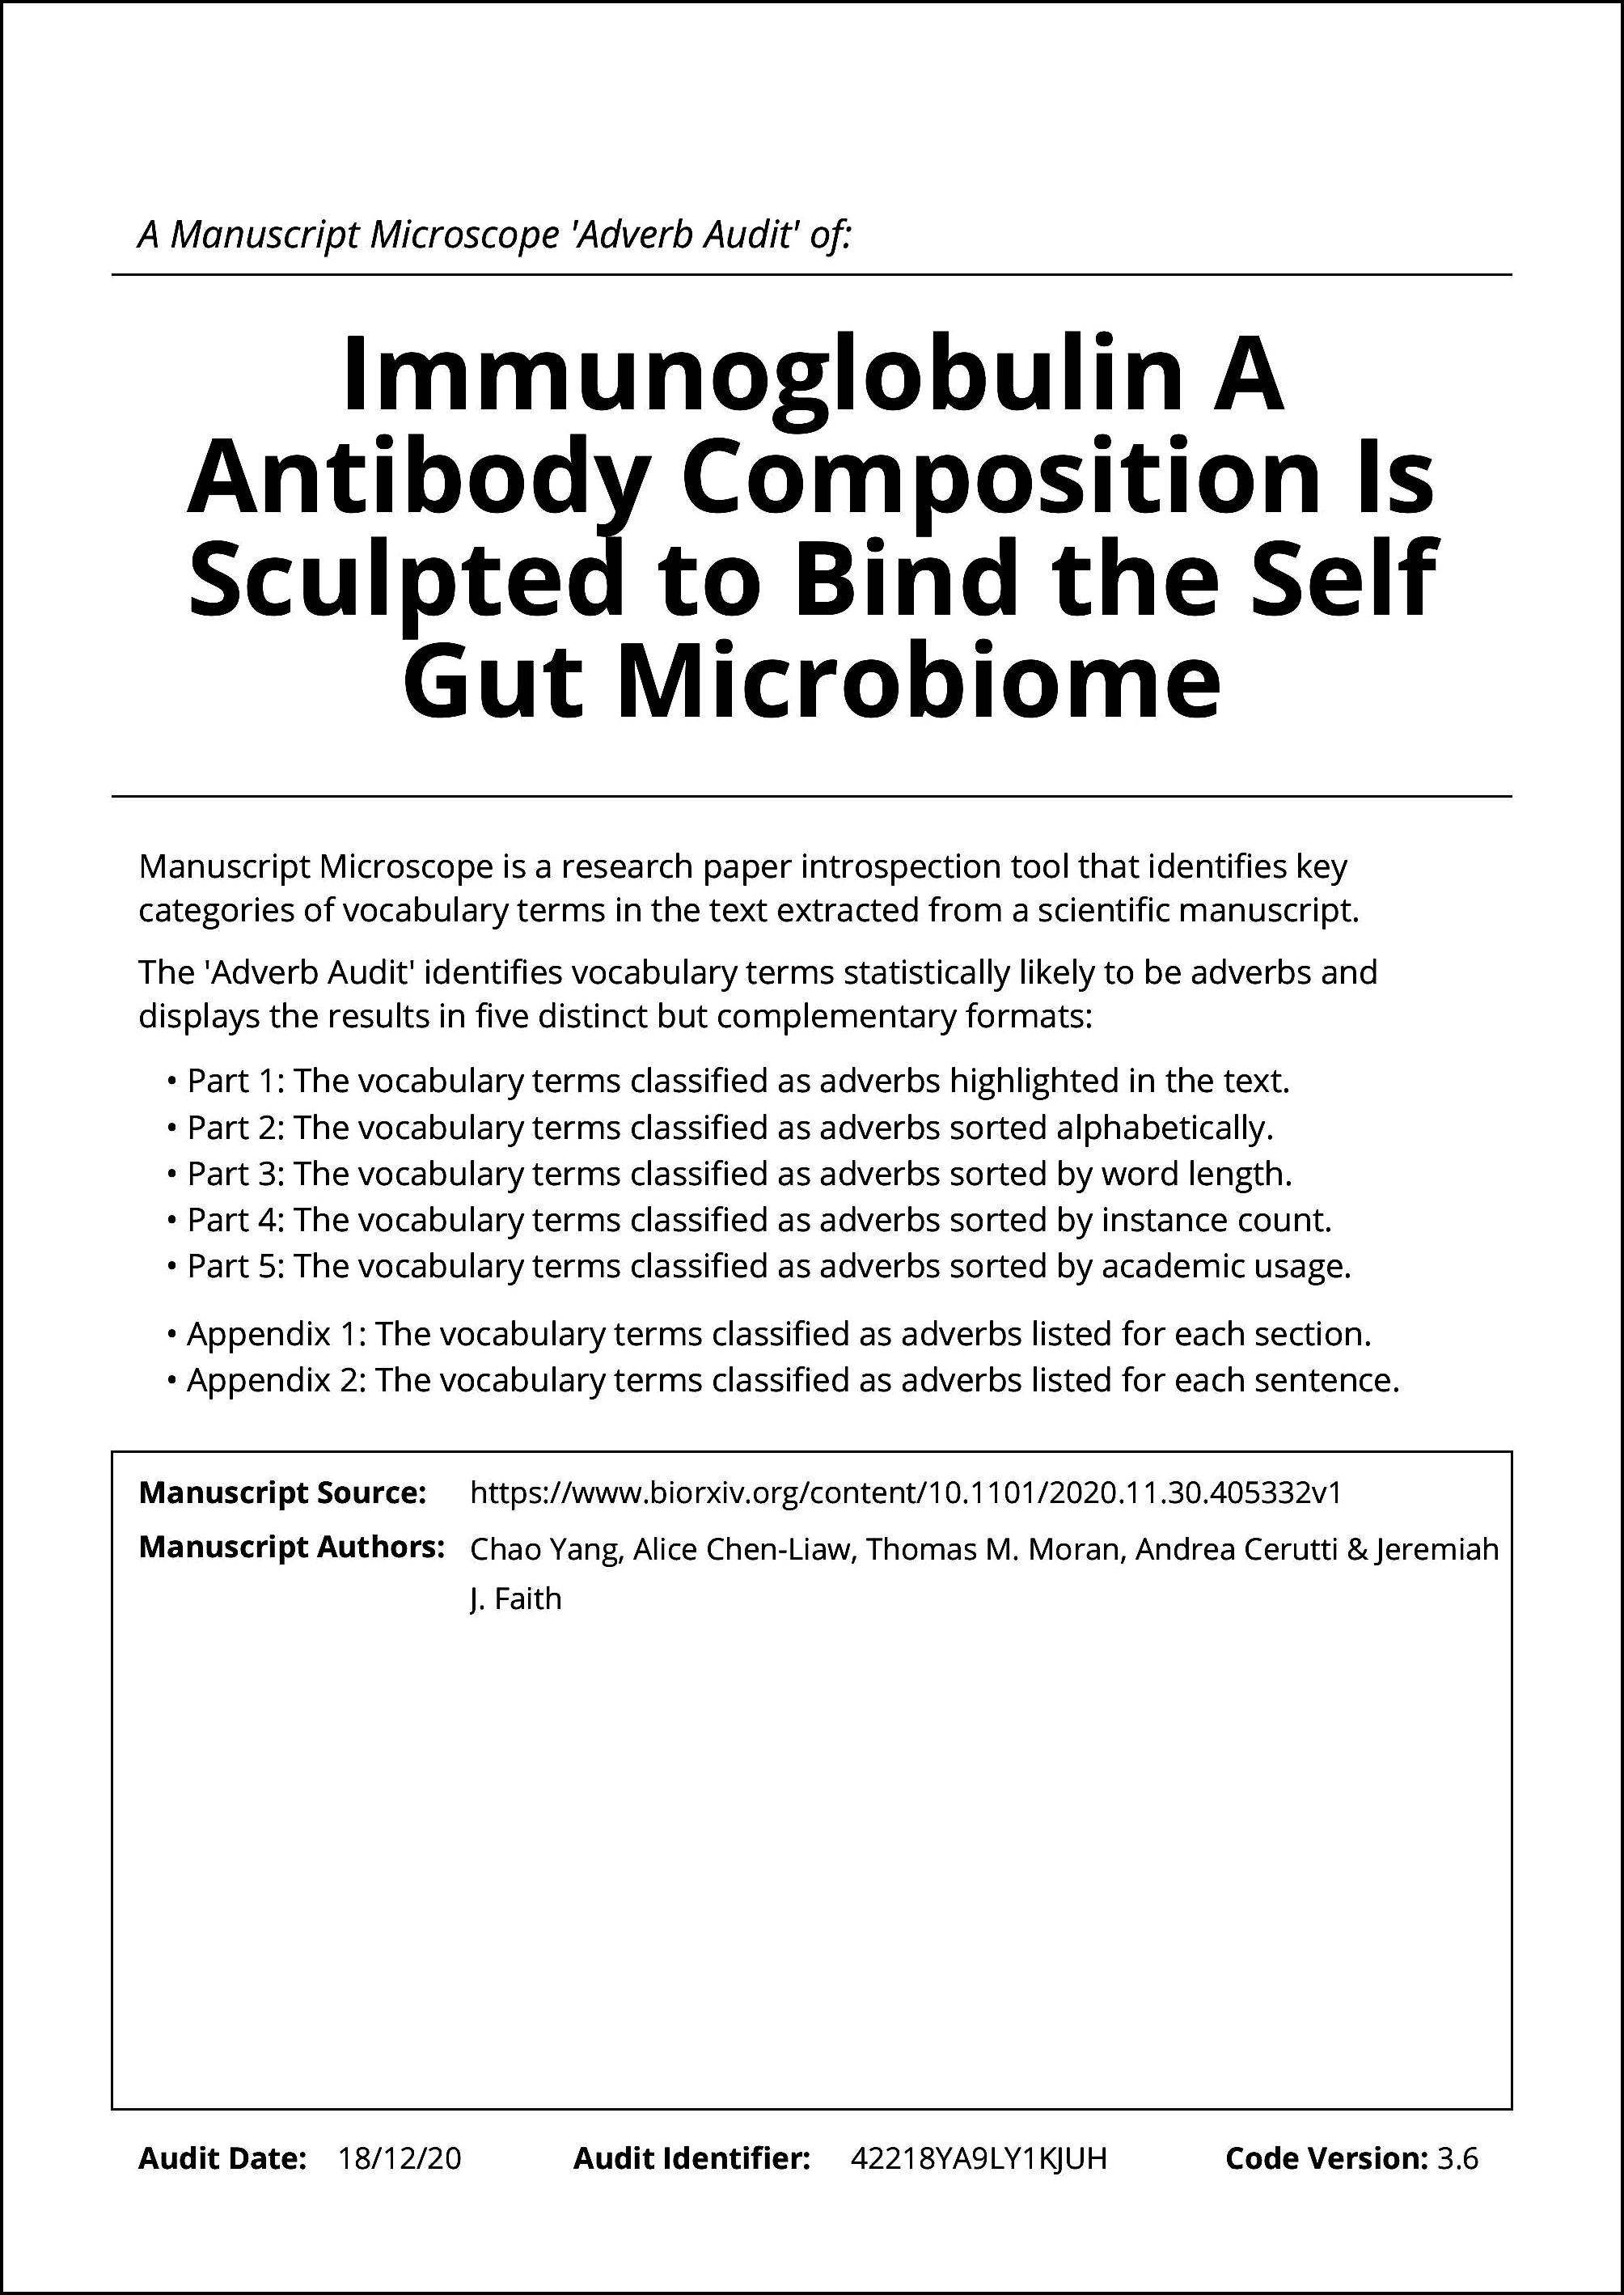 A Manuscript Microscope 'Adverb Audit' of:
Immunoglobulin A
Antibody Composition Is
Sculpted to Bind the Self
Gut Microbiome
Manuscript Microscope is a research paper introspection tool that identifies key
categories of vocabulary terms in the text extracted from a scientific manuscript.
The 'Adverb Audit' identifies vocabulary terms statistically likely to be adverbs and
displays the results in five distinct but complementary formats:
• Part 1: The vocabulary terms classified as adverbs highlighted in the text.
• Part 2: The vocabulary terms classified as adverbs sorted alphabetically.
• Part 3: The vocabulary terms classified as adverbs sorted by word length.
• Part 4: The vocabulary terms classified as adverbs sorted by instance count.
• Part 5: The vocabulary terms classified as adverbs sorted by academic usage.
• Appendix 1: The vocabulary terms classified as adverbs listed for each section.
• Appendix 2: The vocabulary terms classified as adverbs listed for each sentence.
Manuscript Source: https://www.biorxiv.org/content/10.1101/2020.11.30.405332v1
Manuscript Authors: Chao Yang, Alice Chen-Liaw, Thomas M. Moran, Andrea Cerutti & Jeremiah
J. Faith
Audit Date: 18/12/20 Audit Identifier: 42218YA9LY1KJUH Code Version: 3.6